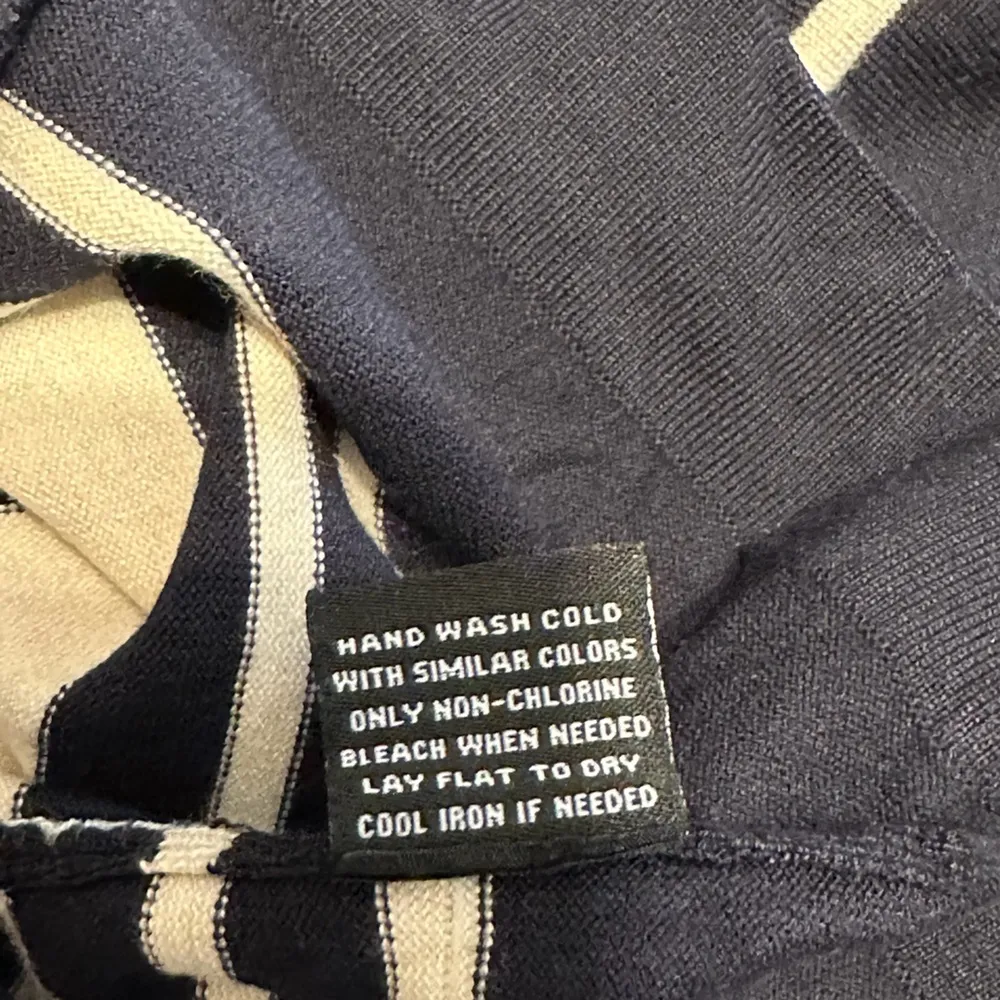 HAND WASH COLD
WITH SIMILAR COLORS
ONLY NON-CHLORINE
BLEACH WHEN NEEDED
LAY FLAT TO DRY
COOL IRON IF NEEDED